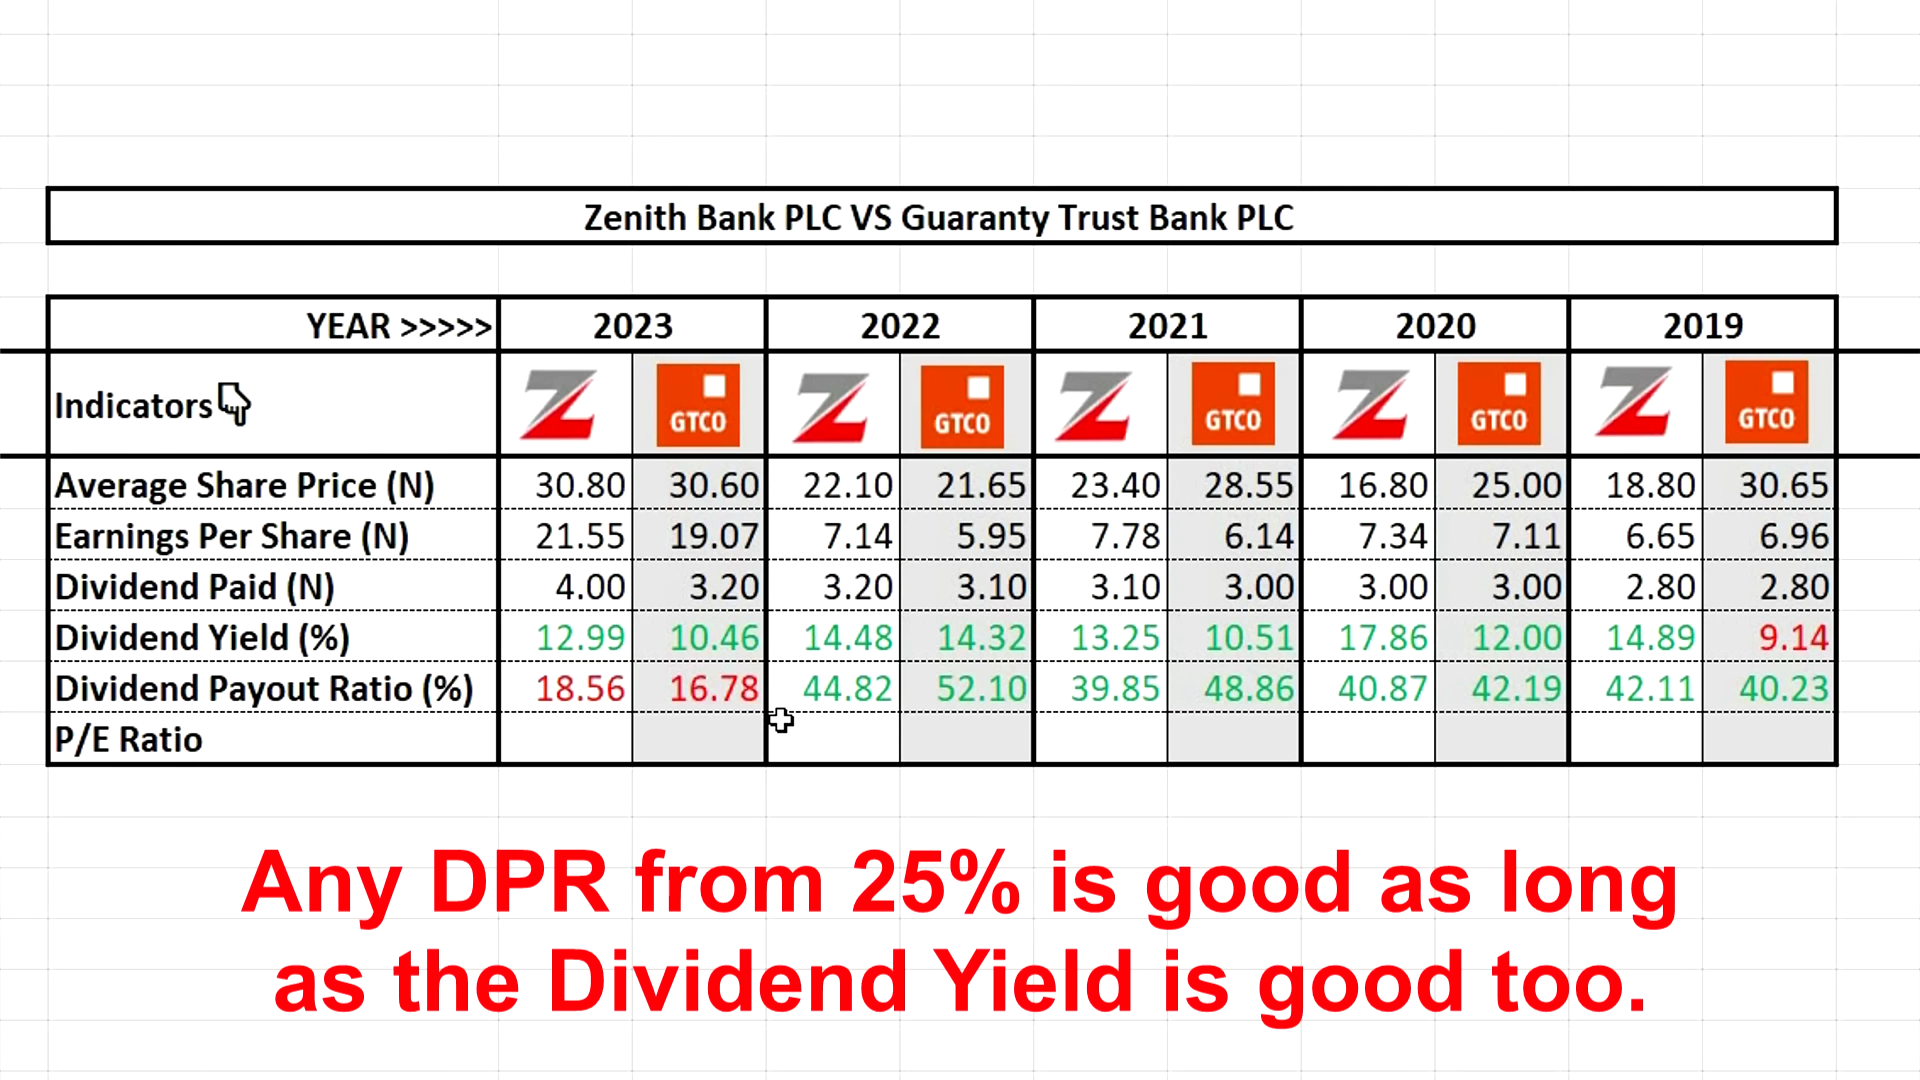 Zenith Bank PLC VS Guaranty Trust Bank PLC
YEAR >>>>> 2023 2022 2021 2020 2019
Indicators Z GTCO Z GTCO Z GTCO Z GTCO Z GTCO
Average Share Price (N) 30.80 30.60 22.10 21.65 23.40 28.55 16.80 25.00 18.80 30.65
Earnings Per Share (N) 21.55 19.07 7.14 5.95 7.78 6.14 7.34 7.11 6.65 6.96
Dividend Paid (N) 4.00 3.20 3.20 3.10 3.10 3.00 3.00 3.00 2.80 2.80
Dividend Yield (%) 12.99 10.46 14.48 14.32 13.25 10.51 17.86 12.00 14.89 9.14
Dividend Payout Ratio (%) 18.56 16.78 44.82 52.10 39.85 48.86 40.87 42.19 42.11 40.23
P/E Ratio
Any DPR from 25% is good as long
as the Dividend Yield is good too.